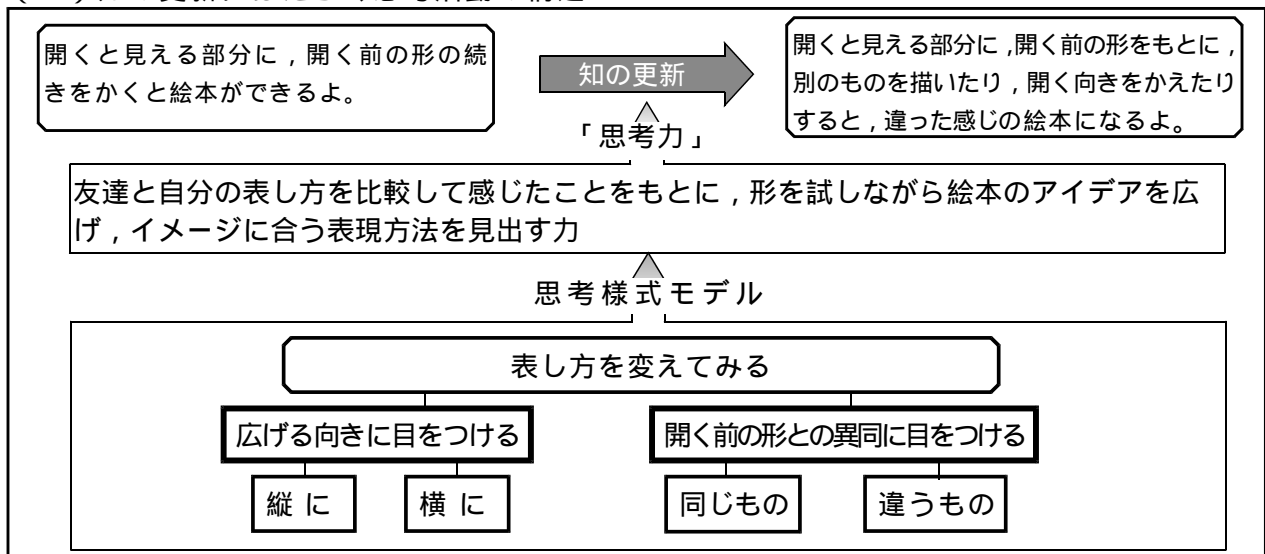 開くと見える部分に，開く前の形の続
きをかくと絵本ができるよ。
知の更新
開くと見える部分に，開く前の形をもとに，
別のものを描いたり，開く向きをかえたり
すると，違った感じの絵本になるよ。
「思考力」
友達と自分の表し方を比較して感じたことをもとに，形を試しながら絵本のアイデアを広
げ，イメージに合う表現方法を見出す力
思考様式モデル
表し方を変えてみる
広げる向きに目をつける
開く前の形との異同に目をつける
縦に
横に
同じもの
違うもの